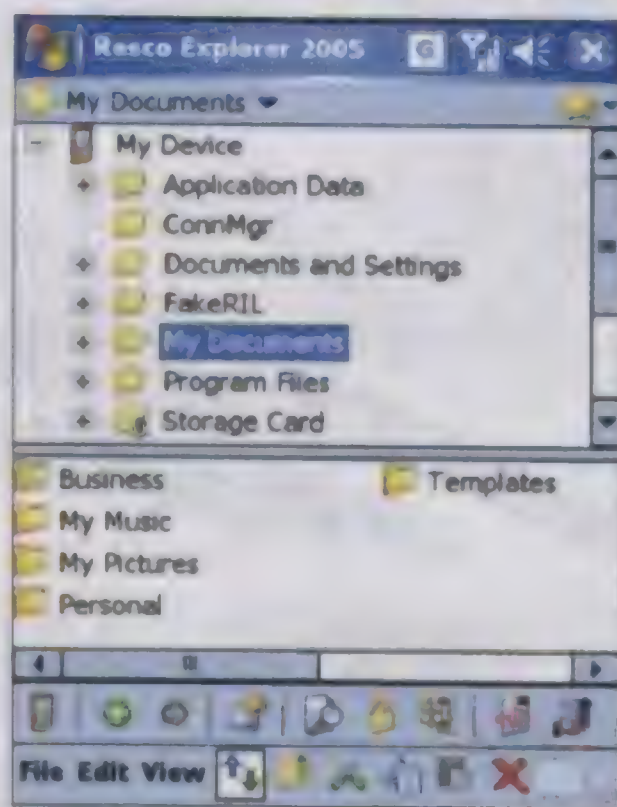 Resco Explorer 2005
My Documents
My Device
Application Data
ConnMgr
Documents and Settings
FakeRIL
My Documents
Program Files
Storage Card
Business
Templates
My Music
My Pictures
Personal
File Edit View